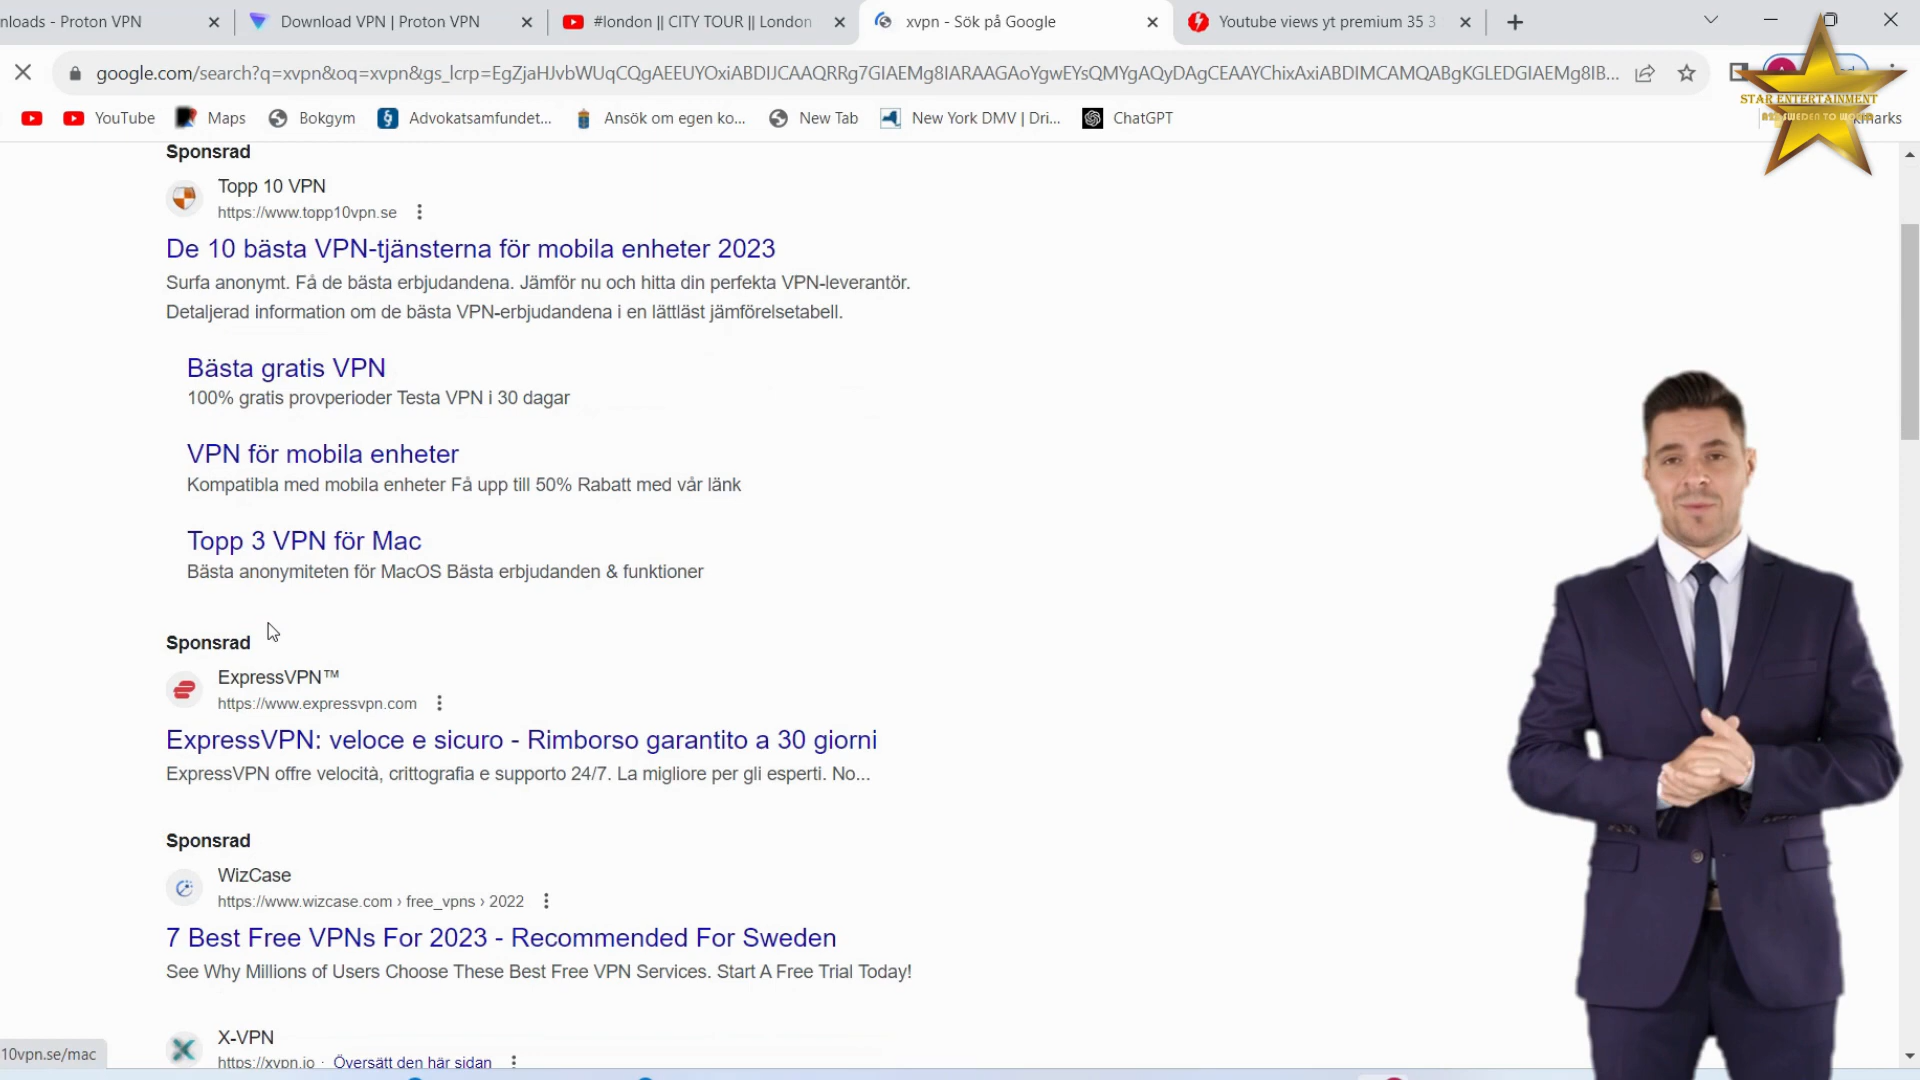 nloads - Proton VPN
Download VPN | Proton VPN
#london || CITY TOUR || London
xvpn - Sök på Google
Youtube views yt premium 35 3
STAR ENTERTAINMENT
YouTube
Maps
Bokgym
Advokatsamfundet...
Ansök om egen ko...
New Tab
New York DMV | Dri...
ChatGPT
kmarks
Sponsrad
Topp 10 VPN
https://www.topp10vpn.se
De 10 bästa VPN-tjänsterna för mobila enheter 2023
Surfa anonymt. Få de bästa erbjudandena. Jämför nu och hitta din perfekta VPN-leverantör.
Detaljerad information om de bästa VPN-erbjudandena i en lättläst jämförelsetabell.
Bästa gratis VPN
100% gratis provperioder Testa VPN i 30 dagar
VPN för mobila enheter
Kompatibla med mobila enheter Få upp till 50% Rabatt med vår länk
Topp 3 VPN för Mac
Bästa anonymiteten för MacOS Bästa erbjudanden & funktioner
Sponsrad
ExpressVPN™
https://www.expressvpn.com
ExpressVPN: veloce e sicuro - Rimborso garantito a 30 giorni
ExpressVPN offre velocità, crittografia e supporto 24/7. La migliore per gli esperti. No...
Sponsrad
WizCase
https://www.wizcase.com › free_vpns › 2022
7 Best Free VPNs For 2023 - Recommended For Sweden
See Why Millions of Users Choose These Best Free VPN Services. Start A Free Trial Today!
X-VPN
https://xvpn.io · Översätt den här sidan
10vpn.se/mac